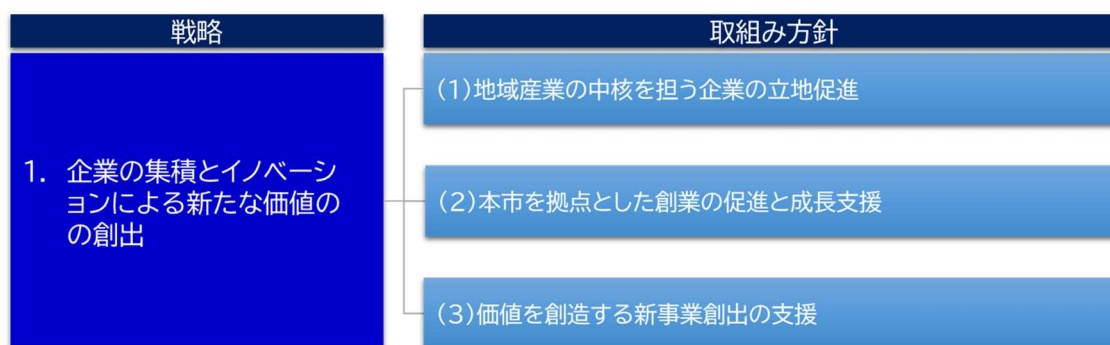 戦略
取組み方針
1. 企業の集積とイノベーシ
ョンによる新たな価値の
の創出
(1)地域産業の中核を担う企業の立地促進
(2)本市を拠点とした創業の促進と成長支援
(3)価値を創造する新事業創出の支援